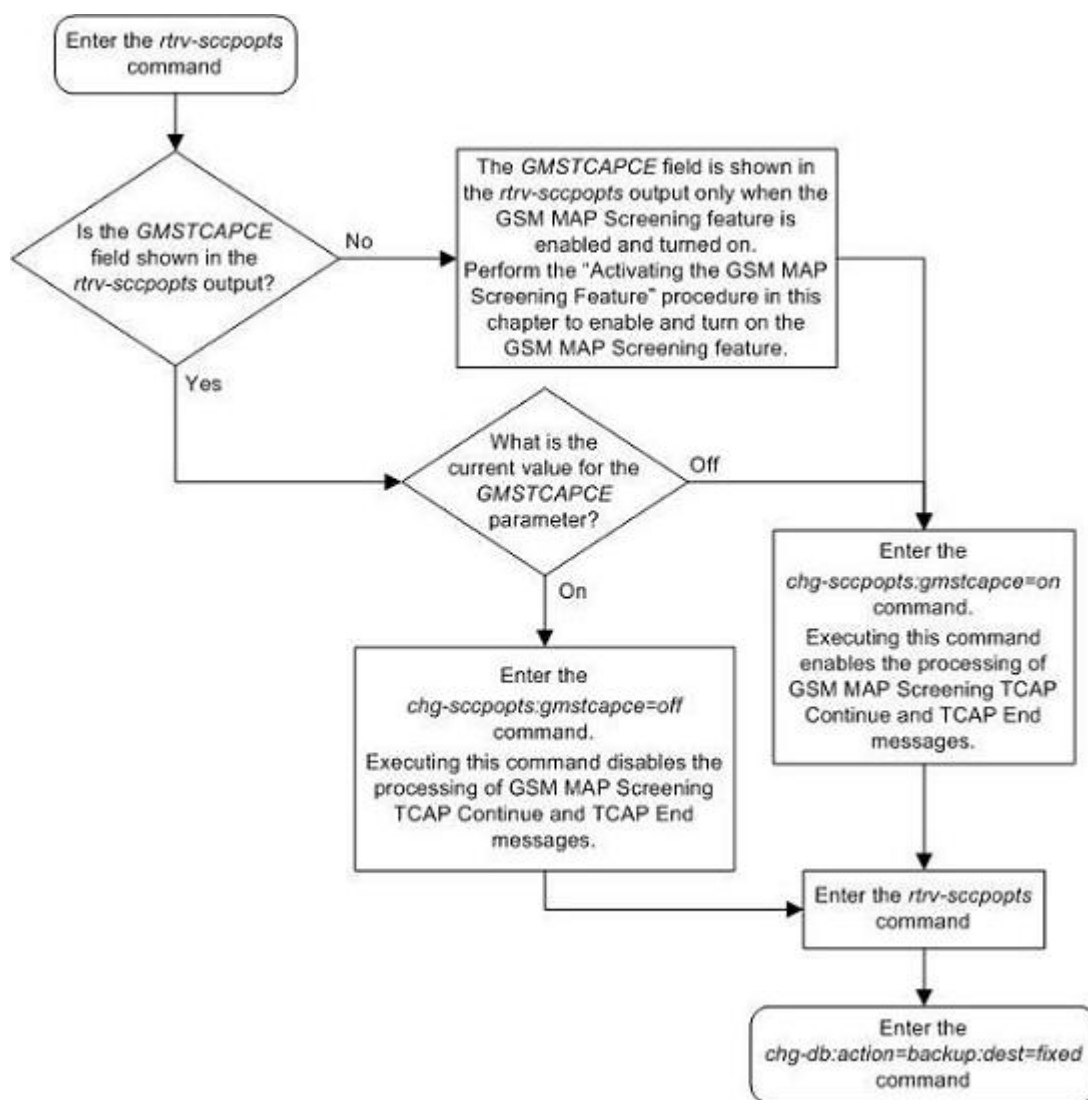 Enter the rtrv-sccpopts
command
Is the GMSTCAPCE
field shown in the
rtrv-sccpopts output?
No
The GMSTCAPCE field is shown in
the rtrv-sccpopts output only when the
GSM MAP Screening feature is
enabled and turned on.
Perform the "Activating the GSM MAP
Screening Feature" procedure in this
chapter to enable and turn on the
GSM MAP Screening feature.
Yes
What is the
current value for the
GMSTCAPCE
parameter?
Off
On
Enter the
chg-sccpopts:gmstcapce=on
command.
Executing this command
enables the processing of
GSM MAP Screening TCAP
Continue and TCAP End
messages.
Enter the
chg-sccpopts:gmstcapce=off
command.
Executing this command disables the
processing of GSM MAP Screening
TCAP Continue and TCAP End
messages.
Enter the rtrv-sccpopts
command
Enter the
chg-db:action=backup:dest=fixed
command